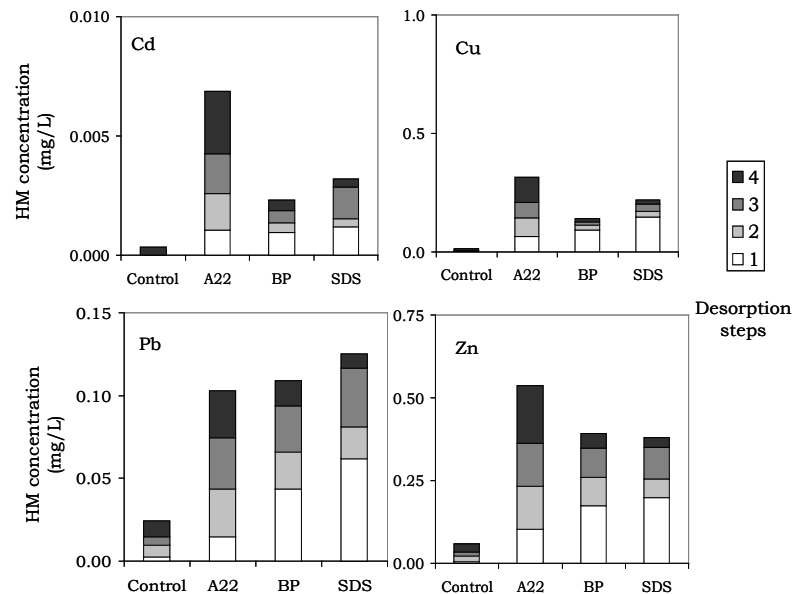 HM concentration
(mg/L)
0.010
0.005
0.000
Cd
Control A22 BP SDS
1.0
0.5
0.0
Cu
Control A22 BP SDS
4
3
2
1
Desorption
steps
HM concentration
(mg/L)
0.15
0.10
0.05
0.00
Pb
Control A22 BP SDS
0.75
0.50
0.25
0.00
Zn
Control A22 BP SDS